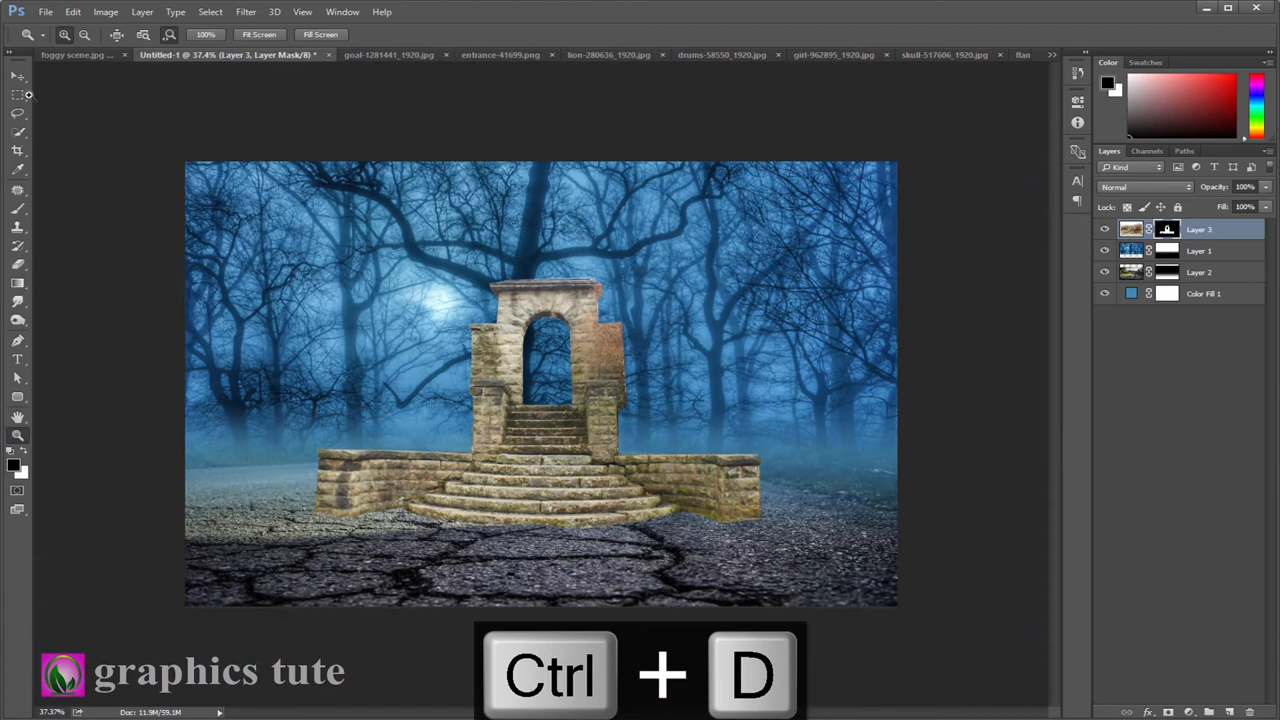 Ps File Edit Image Layer Type Select Filter 3D View Window Help
100% Fit Screen Fill Screen
foggy scene.jpg ... × Untitled-1 @ 37.4% (Layer 3, Layer Mask/8) * × goal-1281441_1920.jpg × entrance-41699.png × lion-280636_1920.jpg × drums-58550_1920.jpg × girl-962895_1920.jpg × skull-517606_1920.jpg × flan
Color Swatches
Layers Channels Paths
Kind
Normal Opacity: 100%
Lock: Fill: 100%
Layer 3
Layer 1
Layer 2
Color Fill 1
graphics tute
Ctrl + D
37.37% Doc: 11.9M/59.1M